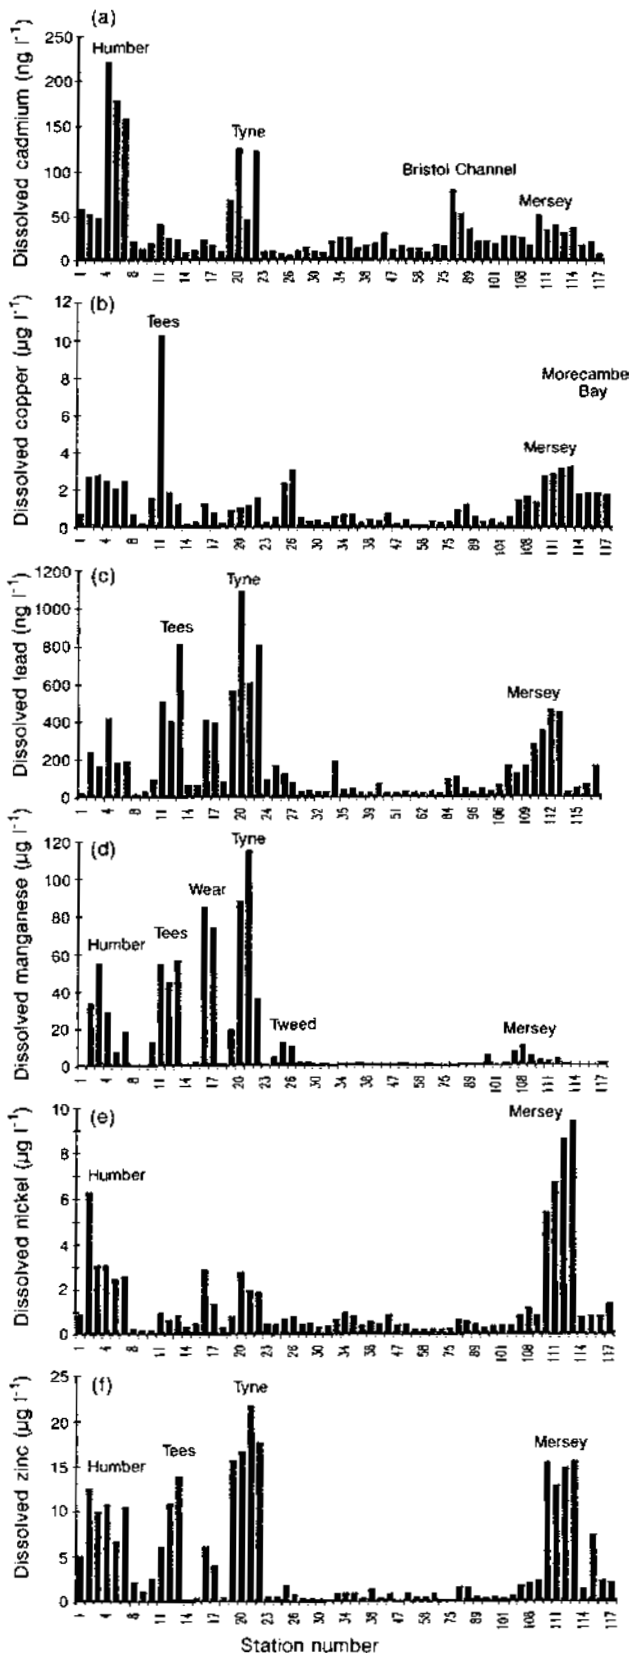 (a)
Humber
Tyne
Bristol Channel
Mersey
Dissolved cadmium (ng l⁻¹)
250
200
150
100
50
0
1 4 8 11 14 17 20 23 26 30 34 38 47 58 75 89 101 108 111 114 117
(b)
Tees
Morecambe
Bay
Mersey
Dissolved copper (µg l⁻¹)
12
10
8
6
4
2
0
1 4 8 11 14 17 20 23 26 30 34 38 47 58 75 89 101 108 111 114 117
(c)
Tyne
Tees
Mersey
Dissolved lead (ng l⁻¹)
1200
1000
800
600
400
200
0
1 4 8 11 14 17 20 24 27 32 35 40 51 62 84 98 106 109 112 115
(d)
Tyne
Wear
Humber
Tees
Tweed
Mersey
Dissolved manganese (µg l⁻¹)
120
100
80
60
40
20
0
1 4 8 11 14 17 20 23 26 30 34 38 47 58 75 101 108 111 114 117
(e)
Mersey
Humber
Dissolved nickel (µg l⁻¹)
10
8
6
4
2
0
1 4 8 11 14 17 20 23 26 30 34 38 47 58 75 89 101 108 111 114 117
(f)
Tyne
Tees
Humber
Mersey
Dissolved zinc (µg l⁻¹)
25
20
15
10
5
0
1 4 8 11 14 17 20 23 26 30 34 38 47 58 75 89 101 108 111 114 117
Station number